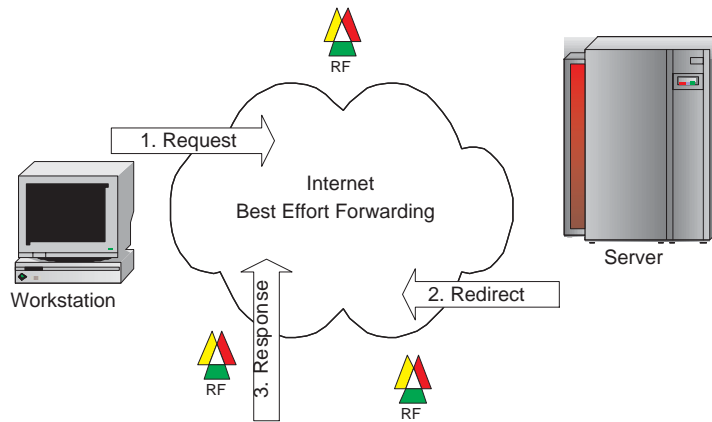 RF
1. Request
Internet
Best Effort Forwarding
Server
Workstation
2. Redirect
3. Response
RF
RF